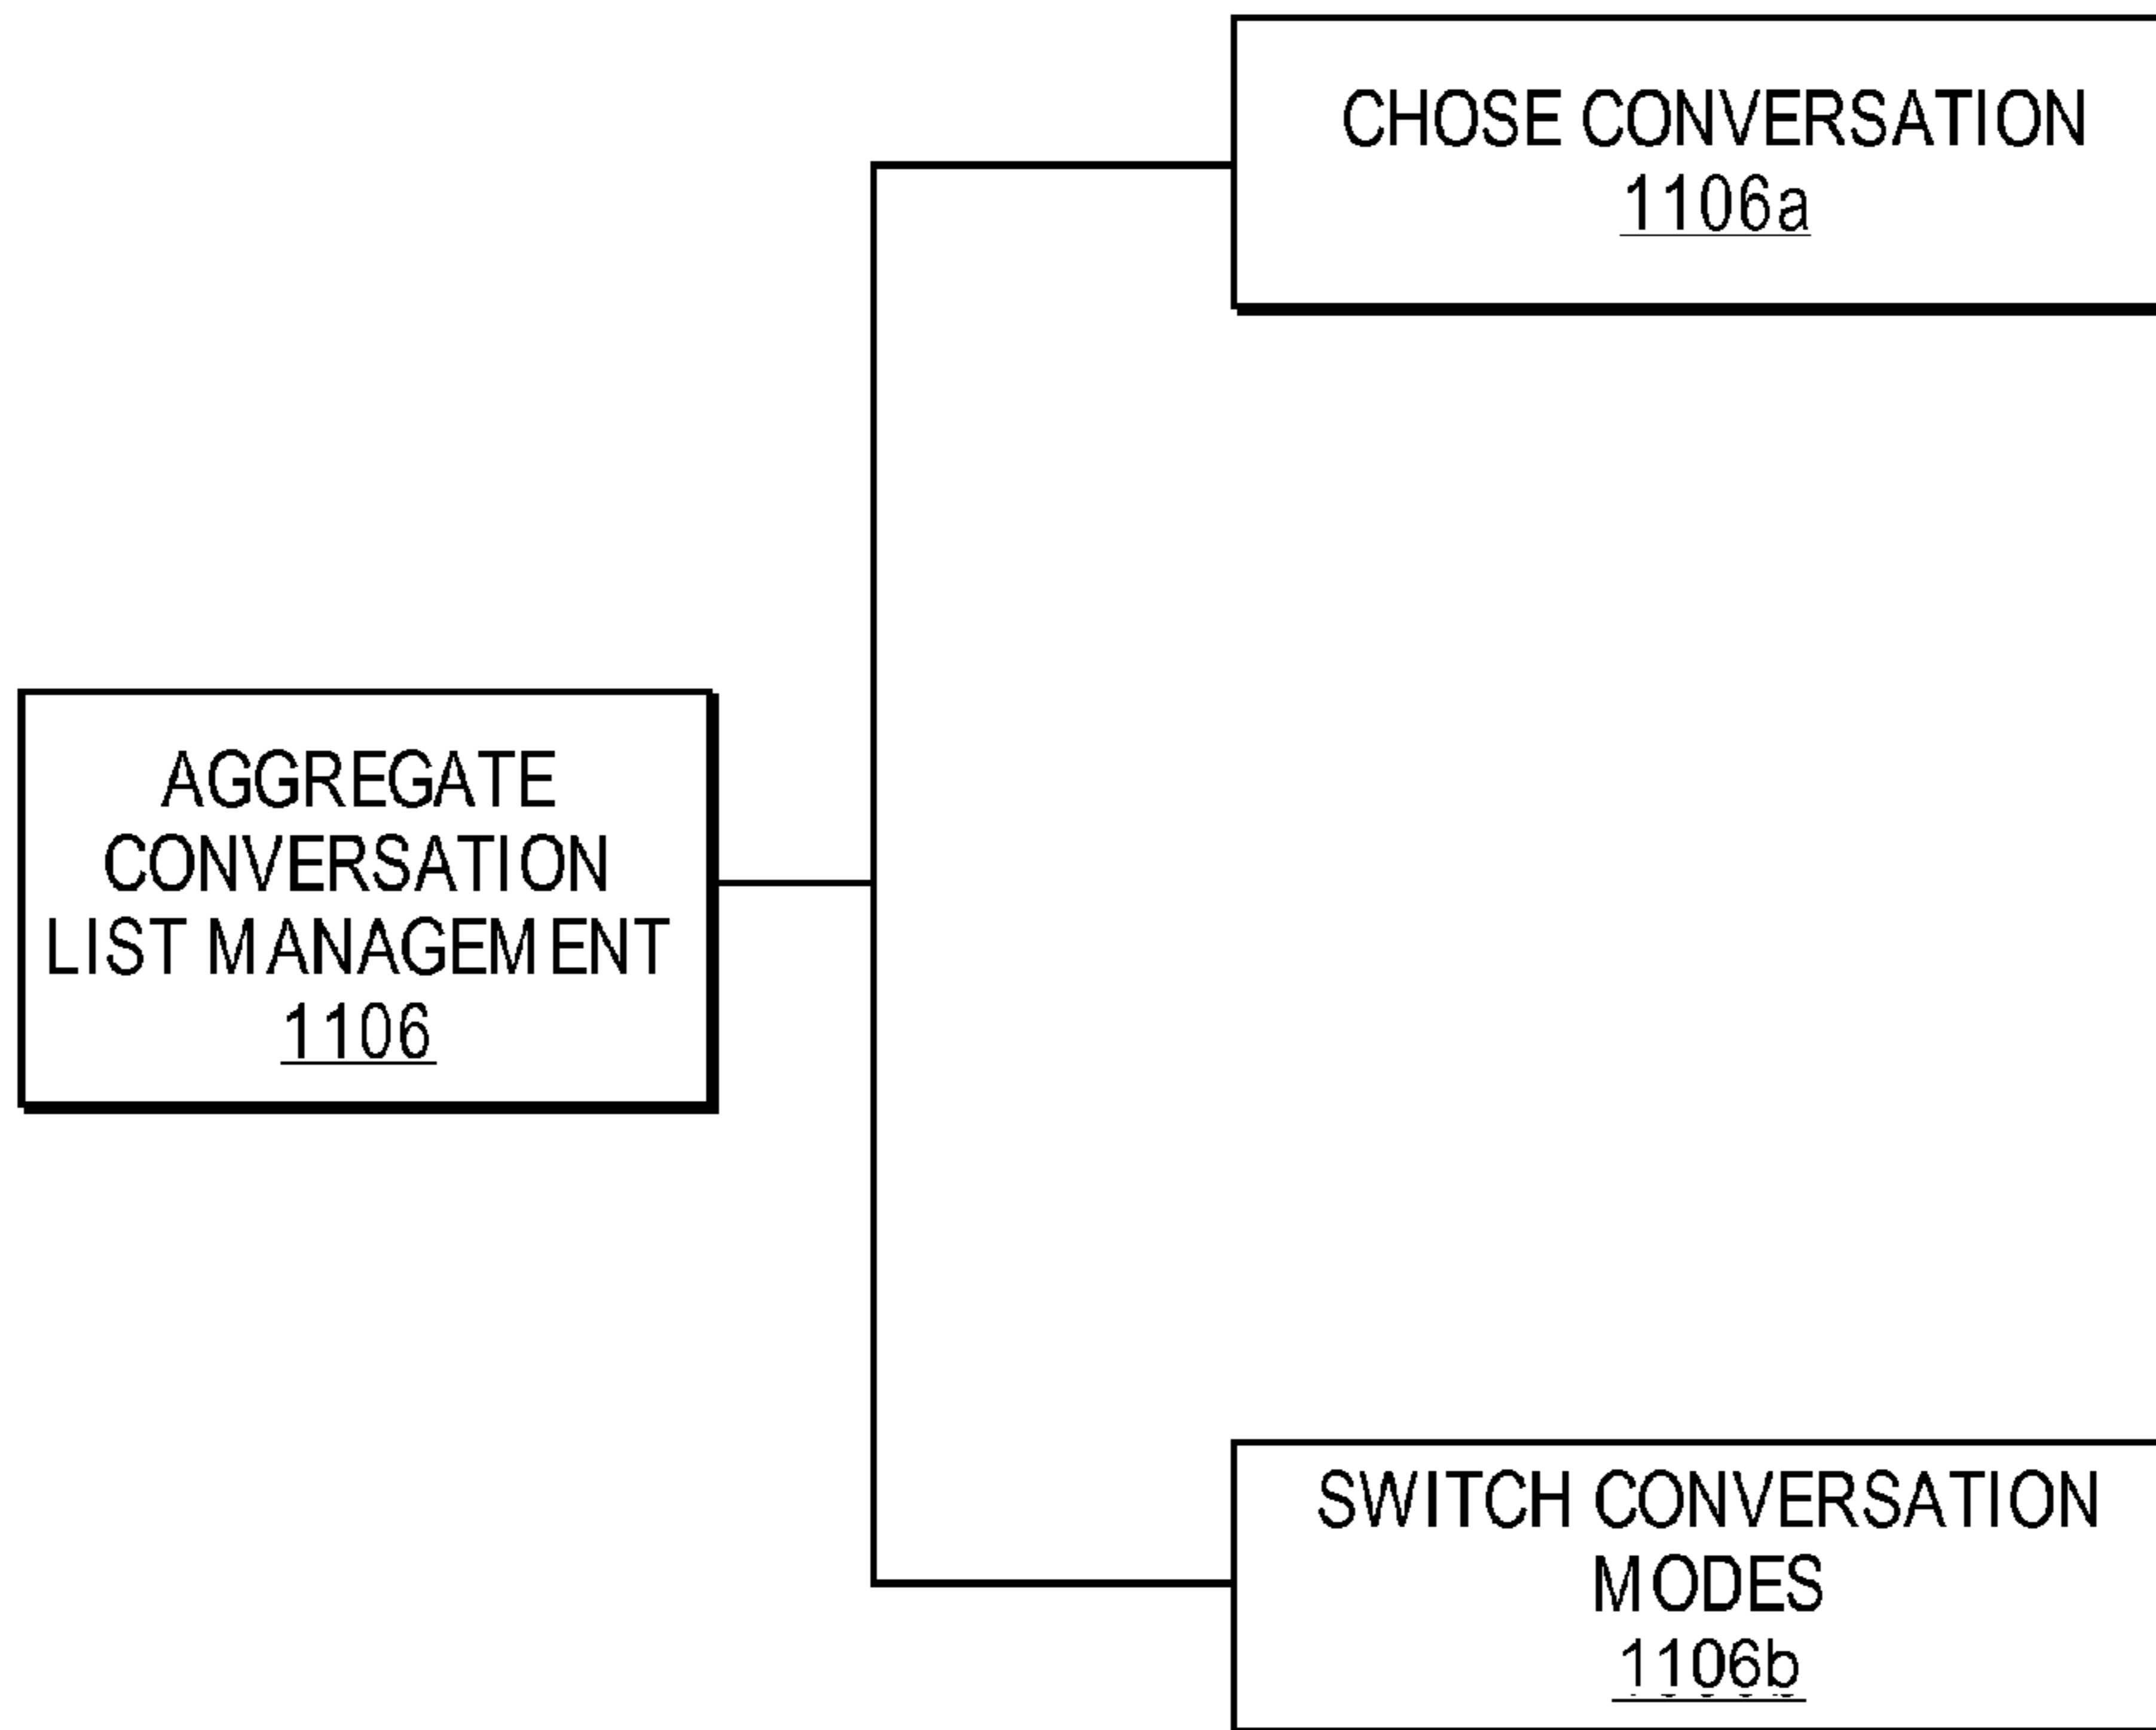 CHOSE CONVERSATION
1106a
AGGREGATE
CONVERSATION
LIST MANAGEMENT
1106
SWITCH CONVERSATION
MODES
1106b